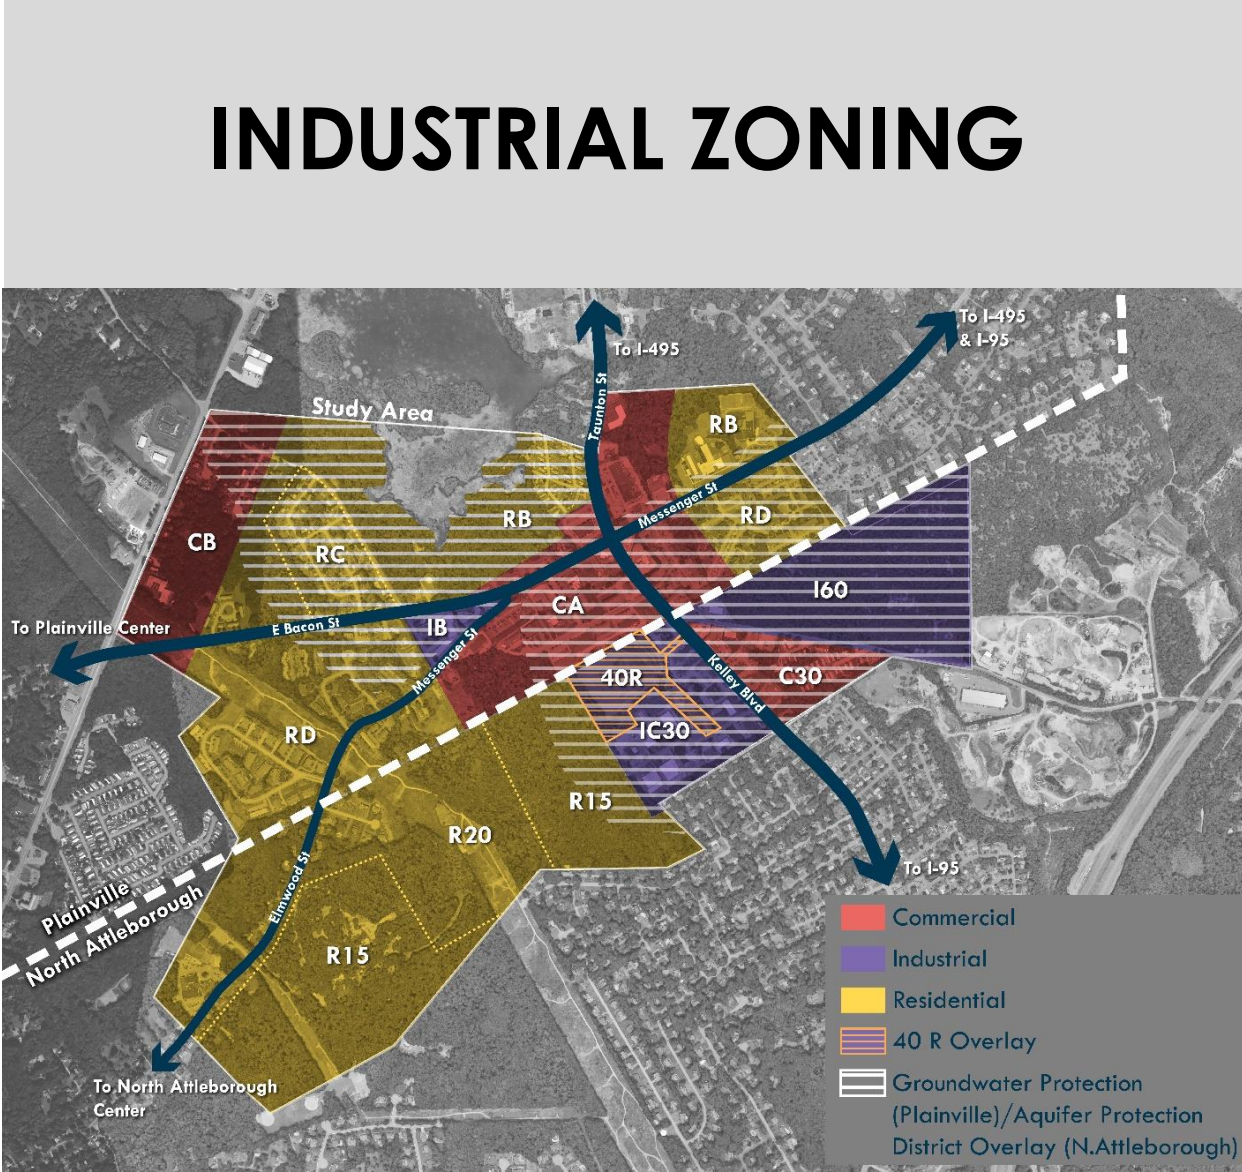 INDUSTRIAL ZONING
To I-495
& I-95
To I-495
Taunton St
Study Area
RB
Messenger St
RB
RD
CB
RC
I60
CA
To Plainville Center
E Bacon St
IB
Messenger St
40R
Kelley Blvd
C30
RD
IC30
R15
R20
Elmwood St
To I-95
Plainville
North Attleborough
R15
To North Attleborough
Center
Commercial
Industrial
Residential
40 R Overlay
Groundwater Protection
(Plainville)/Aquifer Protection
District Overlay (N.Attleborough)